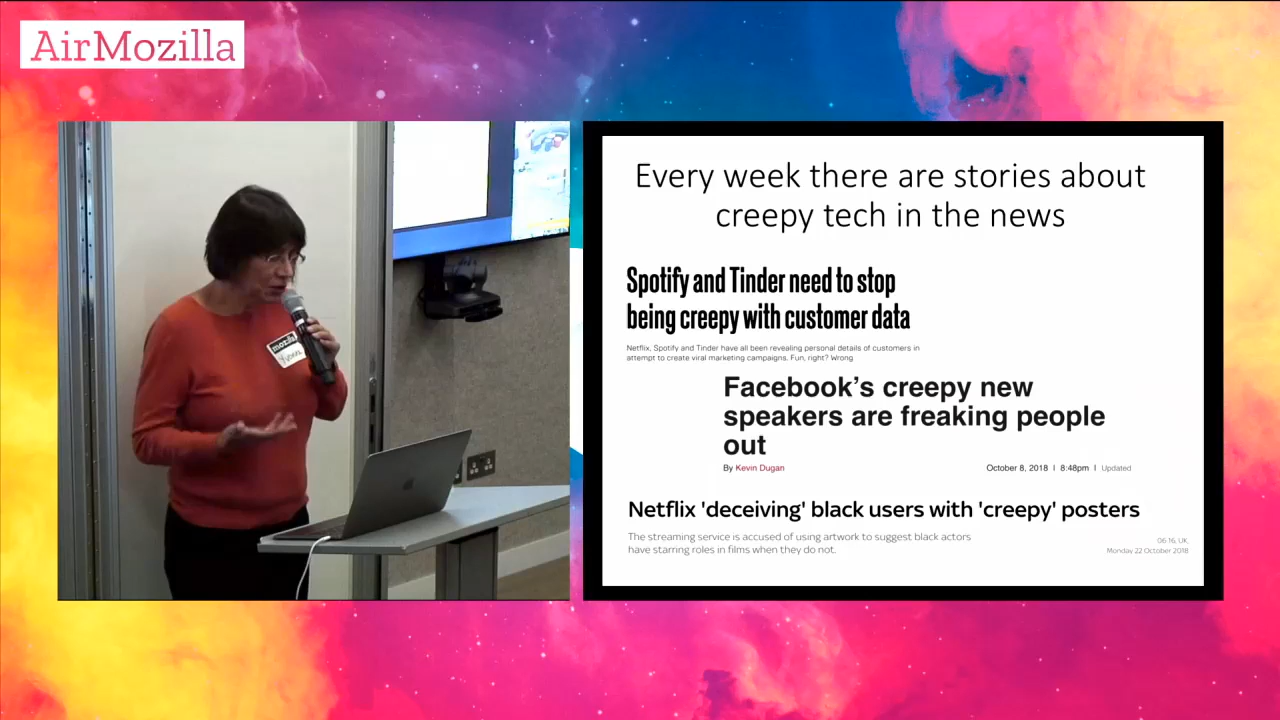 AirMozilla
mozilla
Every week there are stories about
creepy tech in the news
Spotify and Tinder need to stop
being creepy with customer data
Netflix, Spotify and Tinder have all been revealing personal details of customers in
attempt to create viral marketing campaigns. Fun, right? Wrong
Facebook’s creepy new
speakers are freaking people
out
By Kevin Dugan
October 8, 2018 I 8:48pm I Updated
Netflix 'deceiving' black users with 'creepy' posters
The streaming service is accused of using artwork to suggest black actors
have starring roles in films when they do not.
06:16, UK,
Monday 22 October 2018